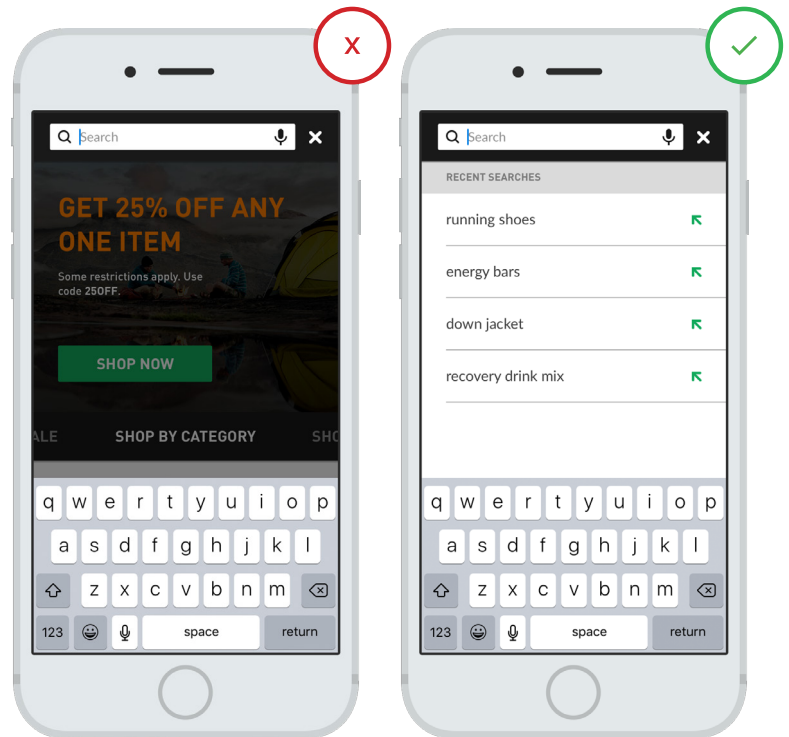 X
Search
GET 25% OFF ANY
ONE ITEM
Some restrictions apply. Use
code 25OFF.
SHOP NOW
ALE SHOP BY CATEGORY SHO
q w e r t y u i o p
a s d f g h j k l
z x c v b n m
123 space return
Search
RECENT SEARCHES
running shoes
energy bars
down jacket
recovery drink mix
q w e r t y u i o p
a s d f g h j k l
z x c v b n m
123 space return